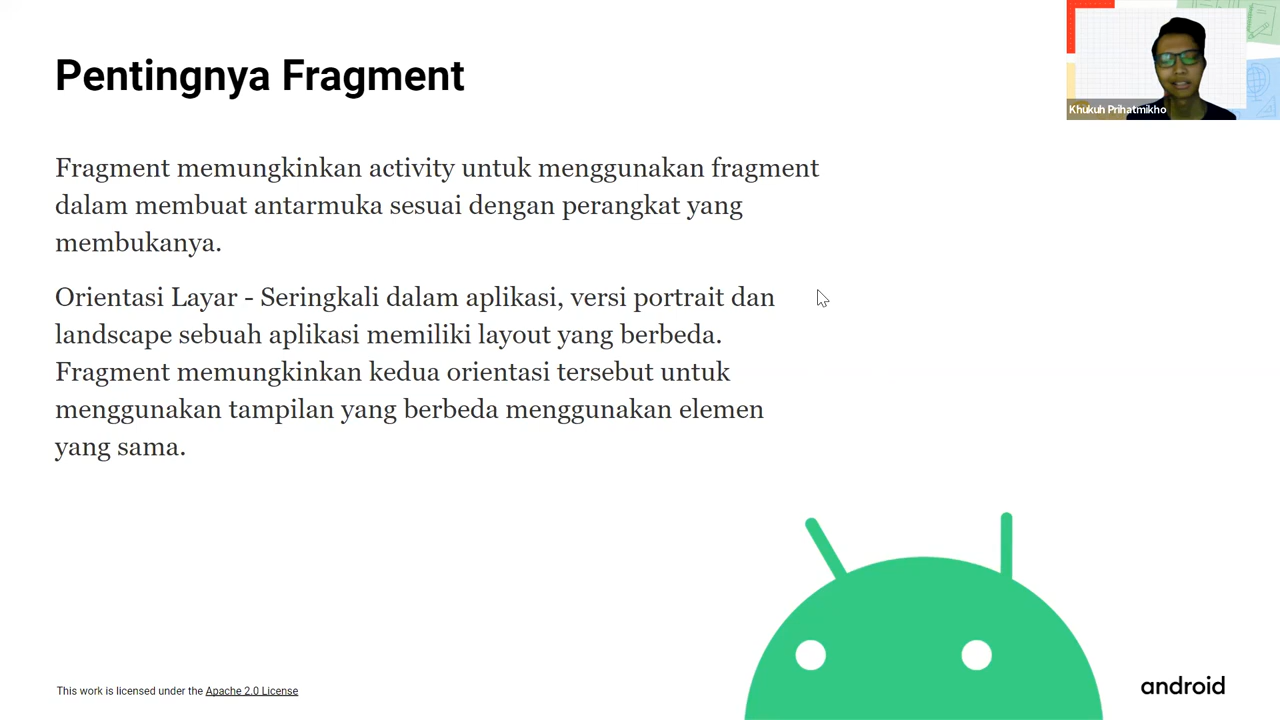 Pentingnya Fragment
Khukuh Prihatmikho
Fragment memungkinkan activity untuk menggunakan fragment
dalam membuat antarmuka sesuai dengan perangkat yang
membukanya.
Orientasi Layar - Seringkali dalam aplikasi, versi portrait dan
landscape sebuah aplikasi memiliki layout yang berbeda.
Fragment memungkinkan kedua orientasi tersebut untuk
menggunakan tampilan yang berbeda menggunakan elemen
yang sama.
This work is licensed under the Apache 2.0 License
android